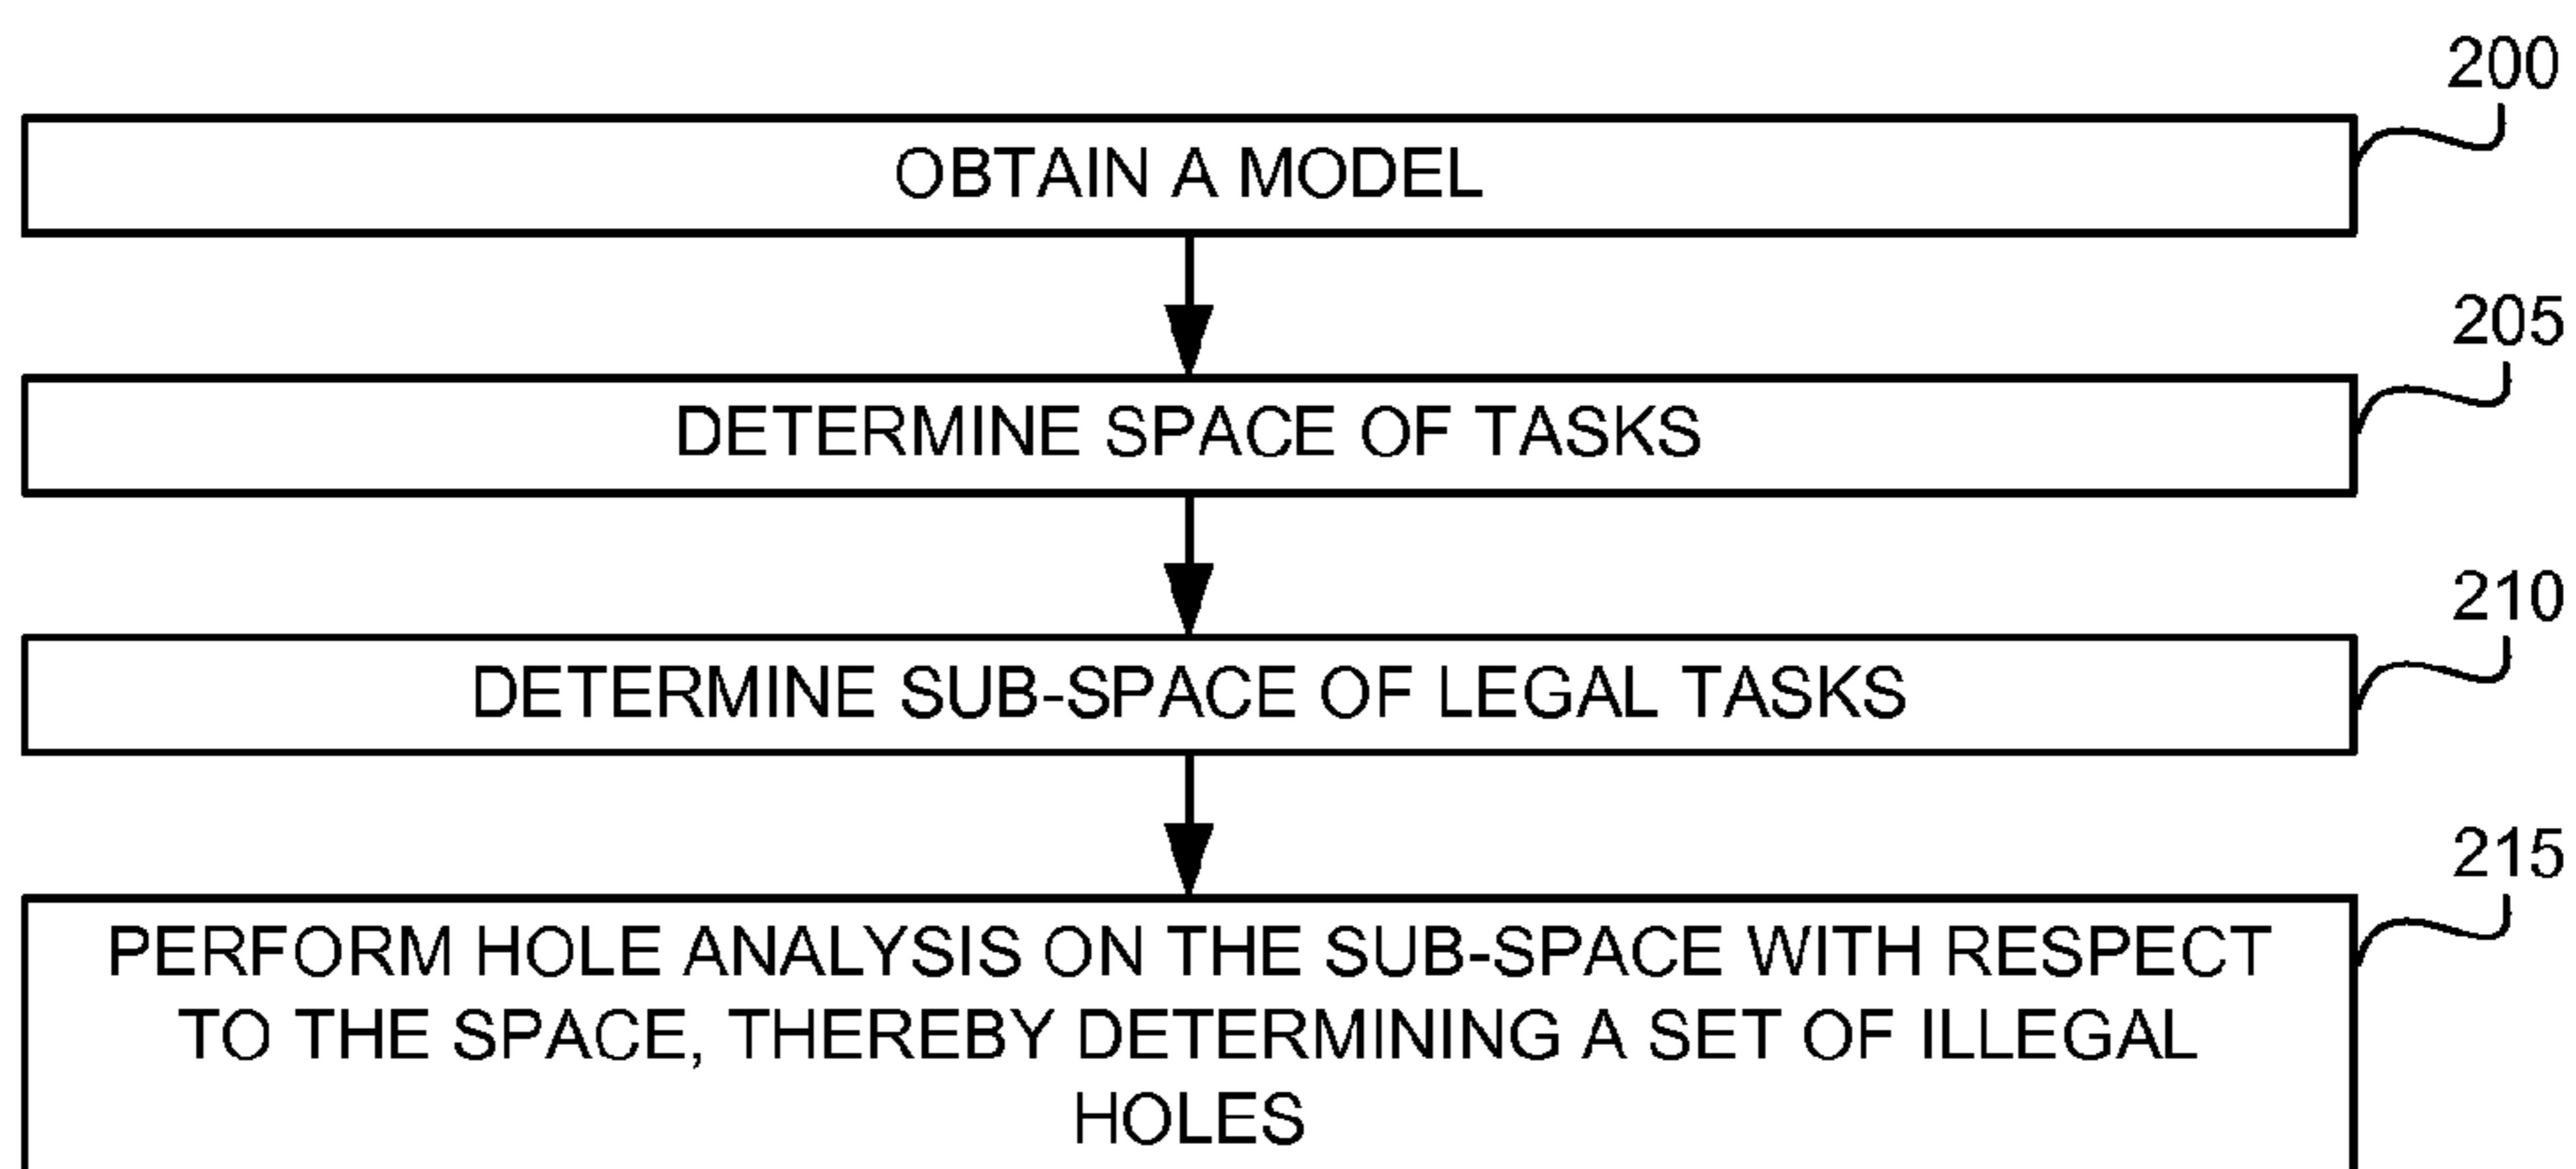 200
OBTAIN A MODEL
205
DETERMINE SPACE OF TASKS
210
DETERMINE SUB-SPACE OF LEGAL TASKS
215
PERFORM HOLE ANALYSIS ON THE SUB-SPACE WITH RESPECT
TO THE SPACE, THEREBY DETERMINING A SET OF ILLEGAL
HOLES